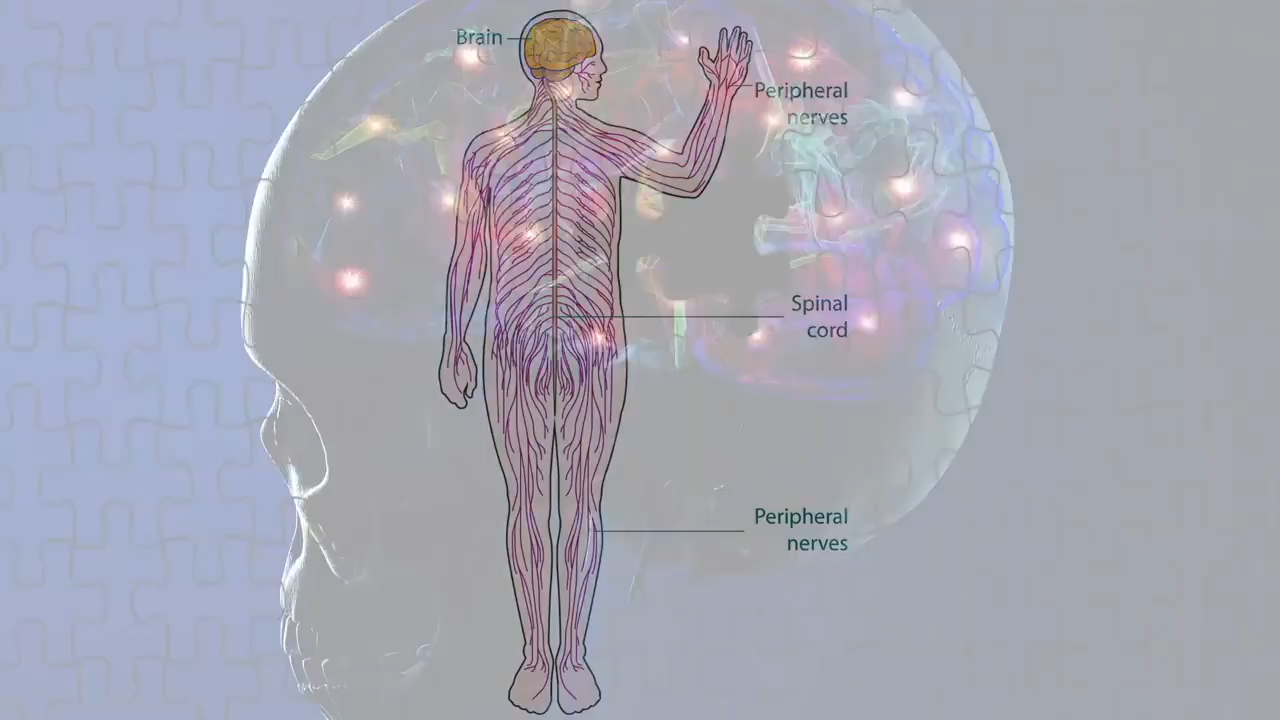 Brain
Peripheral
nerves
Spinal
cord
Peripheral
nerves